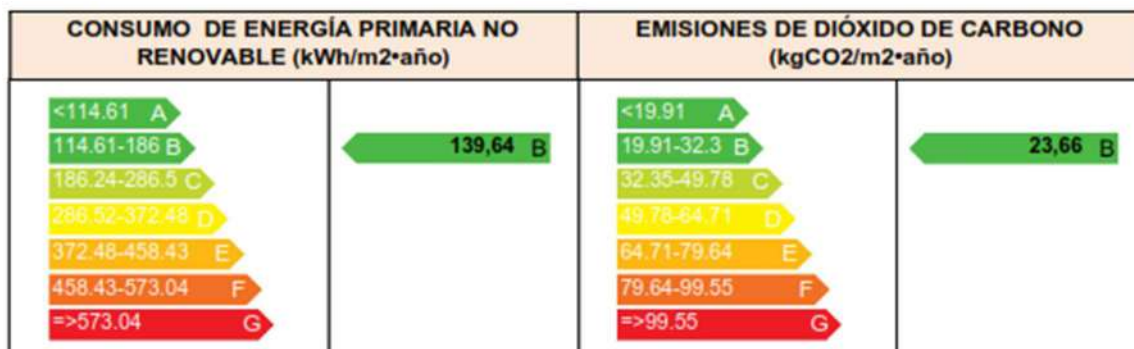 CONSUMO DE ENERGÍA PRIMARIA NO
RENOVABLE (kWh/m2•año)
EMISIONES DE DIÓXIDO DE CARBONO
(kgCO2/m2•año)
<114.61 A
114.61-186 B
186.24-286.5 C
286.52-372.48 D
372.48-458.43 E
458.43-573.04 F
=>573.04 G
139,64 B
<19.91 A
19.91-32.3 B
32.35-49.78 C
49.78-64.71 D
64.71-79.64 E
79.64-99.55 F
=>99.55 G
23,66 B